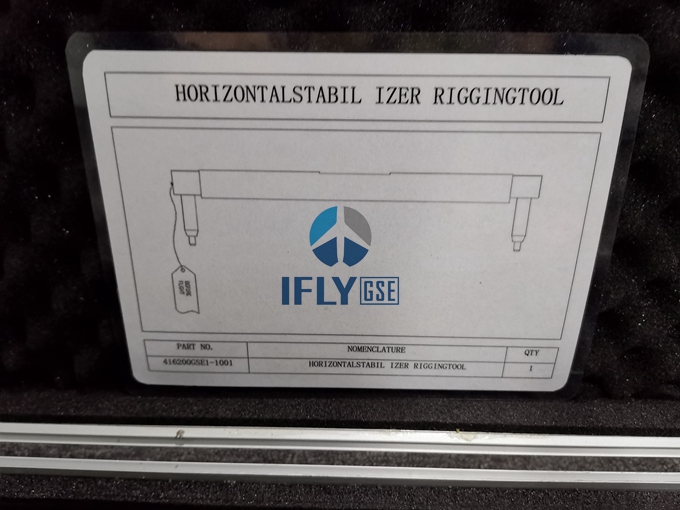 HORIZONTALSTABIL IZER RIGGINGTOOL
IFLY GSE
PART NO. NOMENCLATURE QTY
416200GSE1-1001 HORIZONTALSTABIL IZER RIGGINGTOOL 1